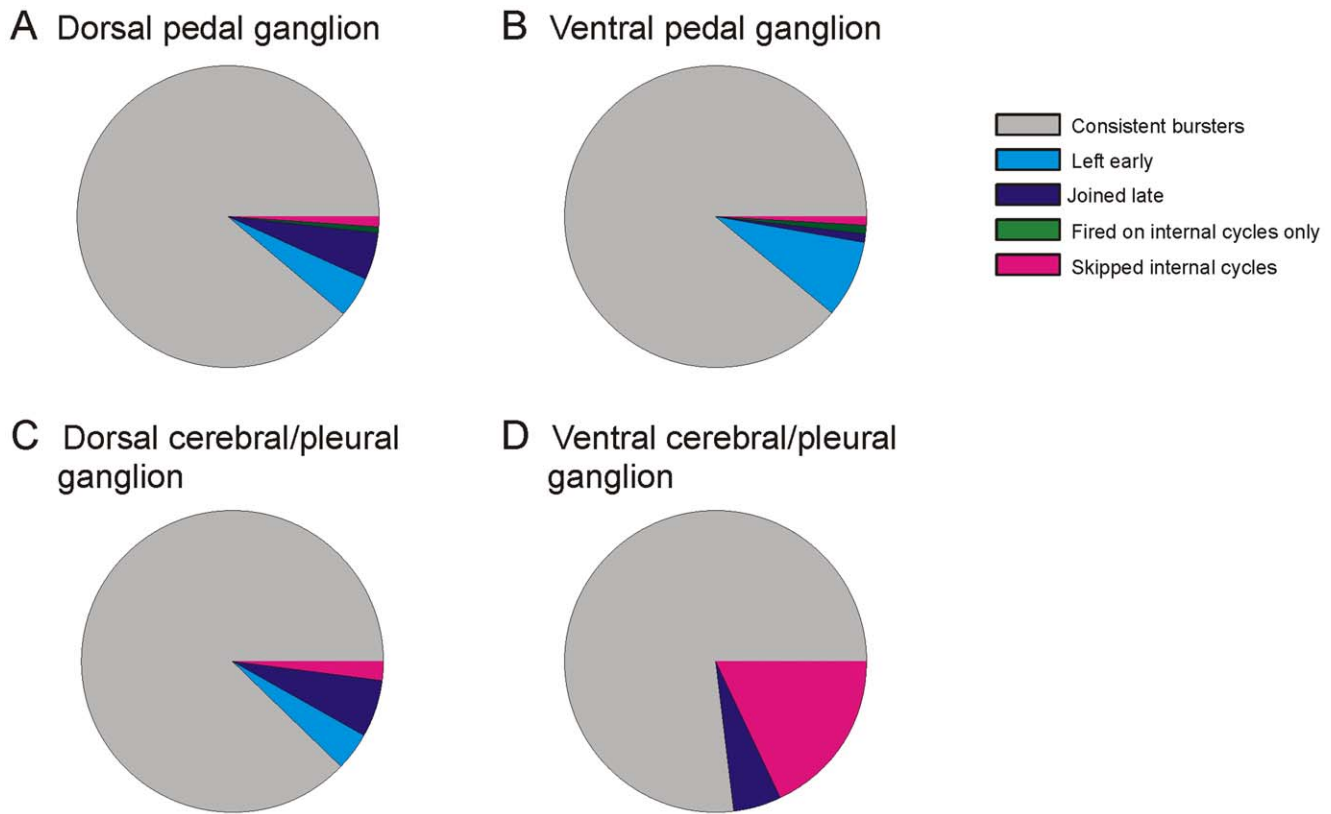 A Dorsal pedal ganglion
B Ventral pedal ganglion
Consistent bursters
Left early
Joined late
Fired on internal cycles only
Skipped internal cycles
C Dorsal cerebral/pleural
ganglion
D Ventral cerebral/pleural
ganglion